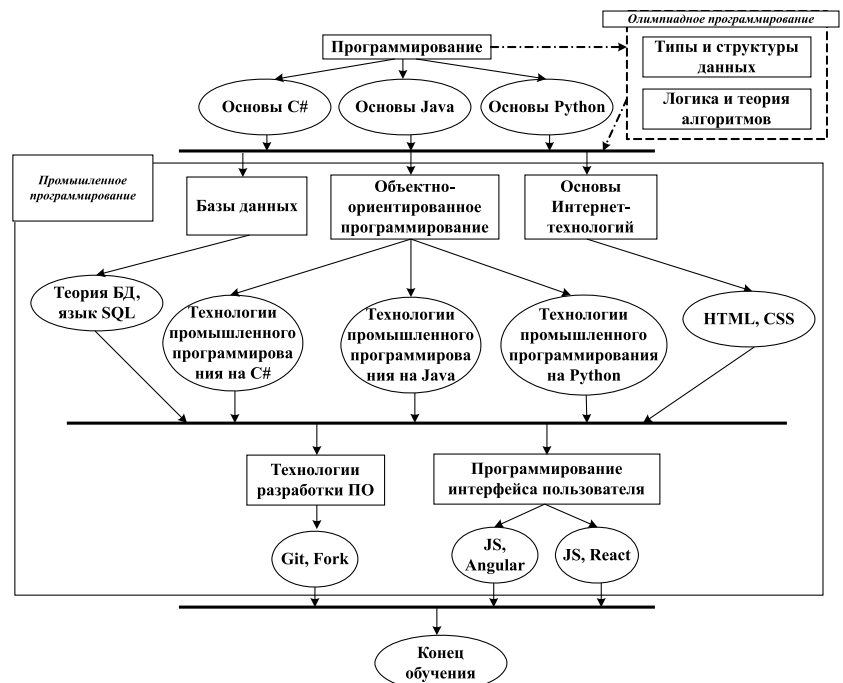 Олимпиадное программирование
Программирование
Типы и структуры
данных
Основы C#
Основы Java
Основы Python
Логика и теория
алгоритмов
Промышленное
программирование
Базы данных
Объектно-
ориентированное
программирование
Основы
Интернет-
технологий
Теория БД,
язык SQL
Технологии
промышленного
программирова
ния на C#
Технологии
промышленного
программирова
ния на Java
Технологии
промышленного
программирования
на Python
HTML, CSS
Технологии
разработки ПО
Программирование
интерфейса пользователя
Git, Fork
JS,
Angular
JS, React
Конец
обучения